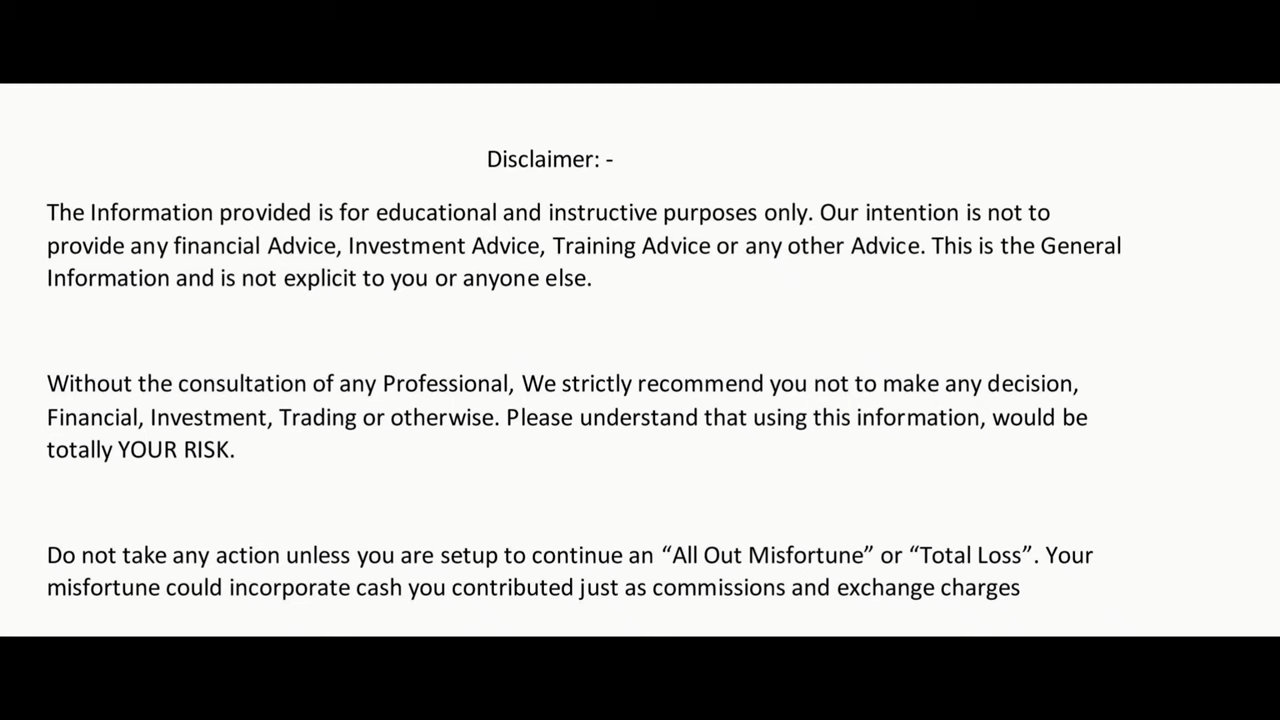 Disclaimer: -
The Information provided is for educational and instructive purposes only. Our intention is not to
provide any financial Advice, Investment Advice, Training Advice or any other Advice. This is the General
Information and is not explicit to you or anyone else.
Without the consultation of any Professional, We strictly recommend you not to make any decision,
Financial, Investment, Trading or otherwise. Please understand that using this information, would be
totally YOUR RISK.
Do not take any action unless you are setup to continue an “All Out Misfortune” or “Total Loss”. Your
misfortune could incorporate cash you contributed just as commissions and exchange charges